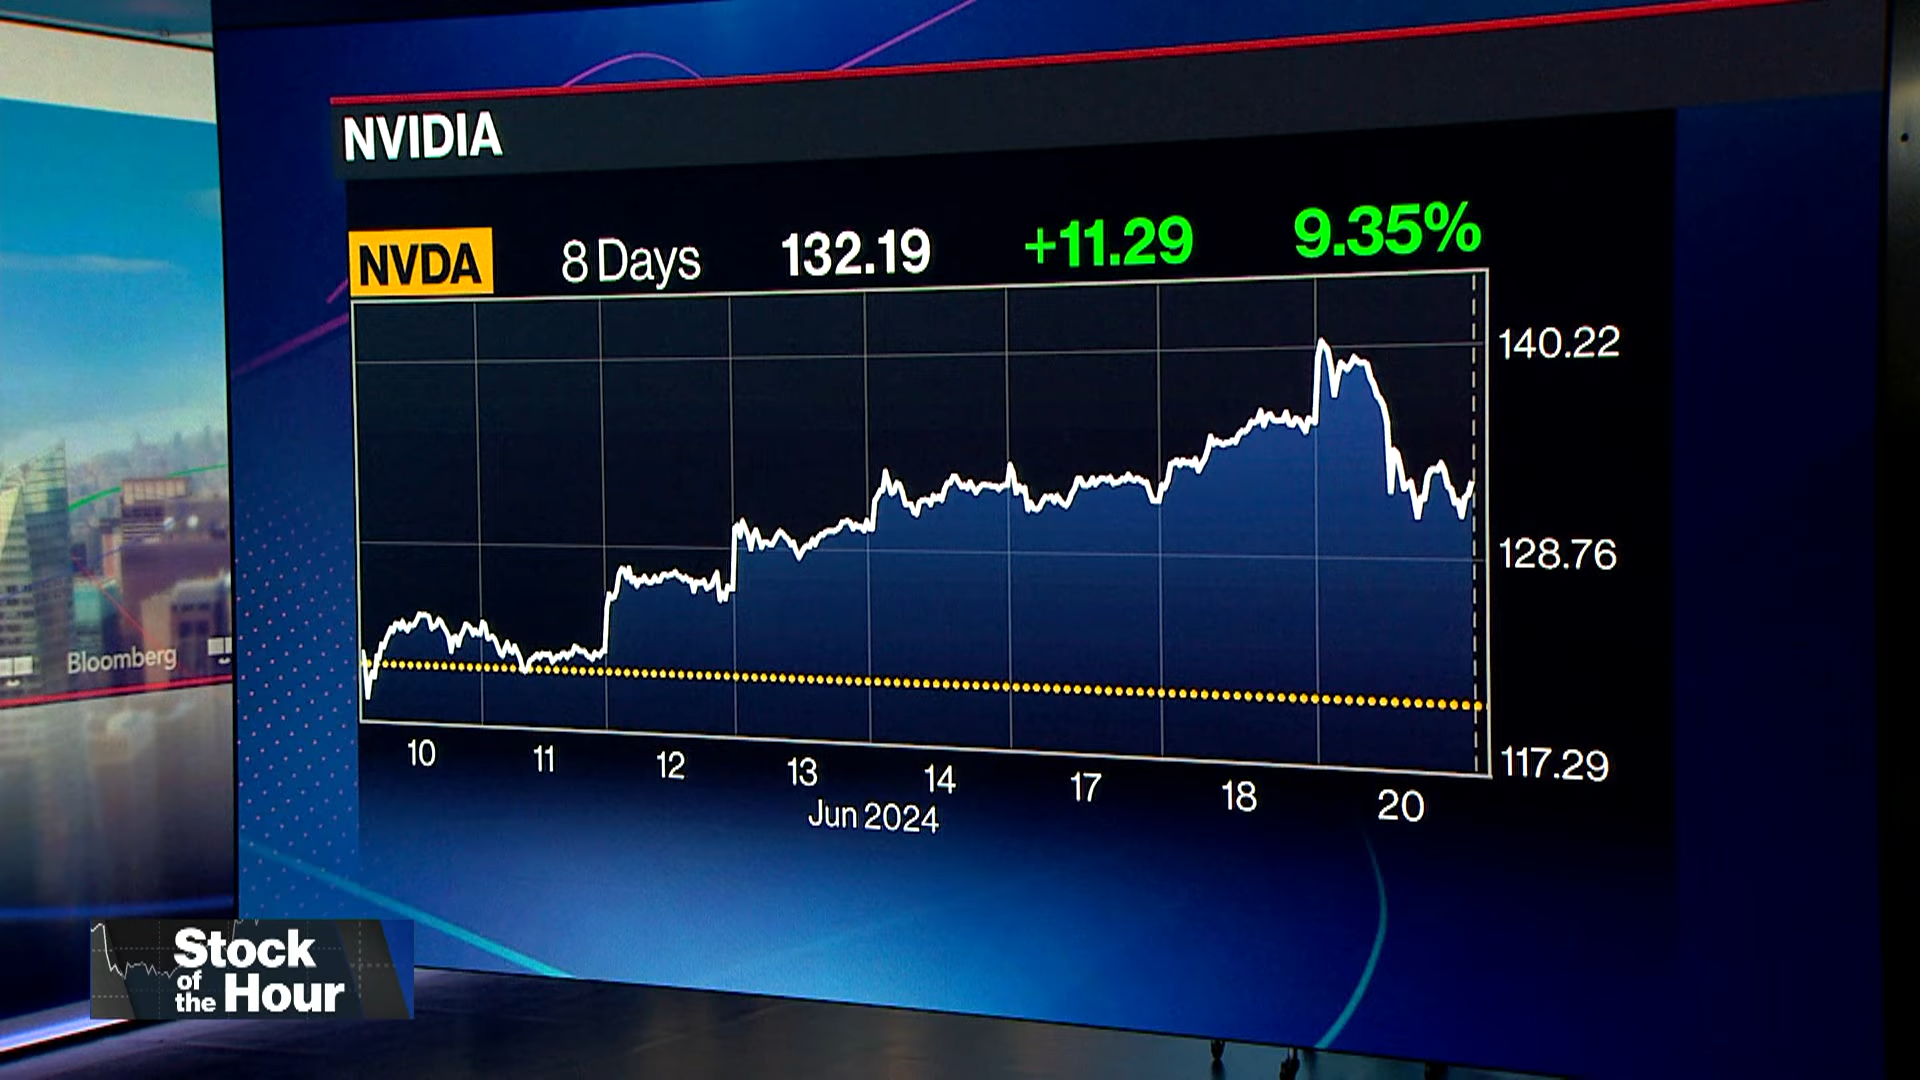 NVIDIA
NVDA 8 Days 132.19 +11.29 9.35%
140.22
128.76
117.29
10 11 12 13 14 17 18 20
Jun 2024
Bloomberg
Stock
of
the Hour